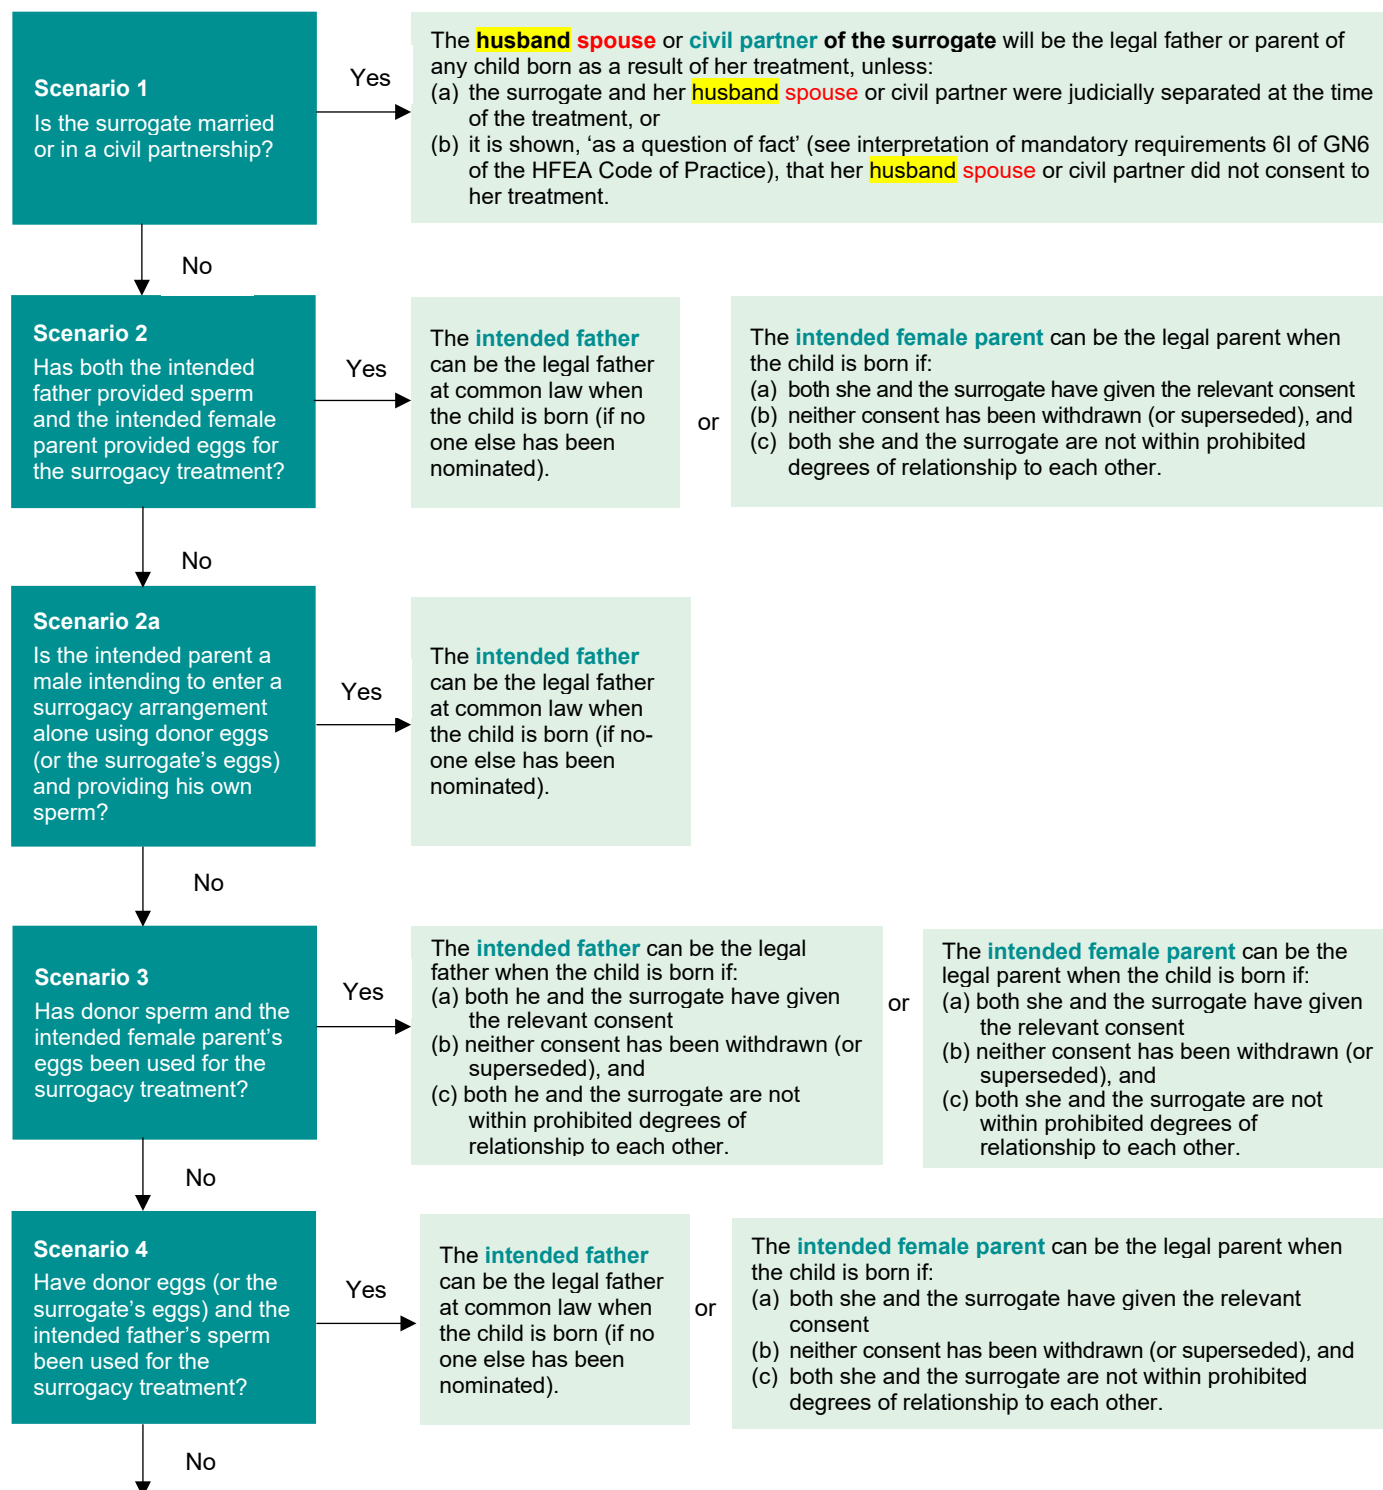 Scenario 1
Is the surrogate married
or in a civil partnership?
Yes
The husband spouse or civil partner of the surrogate will be the legal father or parent of
any child born as a result of her treatment, unless:
(a) the surrogate and her husband spouse or civil partner were judicially separated at the time
of the treatment, or
(b) it is shown, ‘as a question of fact’ (see interpretation of mandatory requirements 6I of GN6
of the HFEA Code of Practice), that her husband spouse or civil partner did not consent to
her treatment.
No
Scenario 2
Has both the intended
father provided sperm
and the intended female
parent provided eggs for
the surrogacy treatment?
Yes
The intended father
can be the legal father
at common law when
the child is born (if no
one else has been
nominated).
or
The intended female parent can be the legal parent when
the child is born if:
(a) both she and the surrogate have given the relevant consent
(b) neither consent has been withdrawn (or superseded), and
(c) both she and the surrogate are not within prohibited
degrees of relationship to each other.
No
Scenario 2a
Is the intended parent a
male intending to enter a
surrogacy arrangement
alone using donor eggs
(or the surrogate’s eggs)
and providing his own
sperm?
Yes
The intended father
can be the legal father
at common law when
the child is born (if no-
one else has been
nominated).
No
Scenario 3
Has donor sperm and the
intended female parent’s
eggs been used for the
surrogacy treatment?
Yes
The intended father can be the legal
father when the child is born if:
(a) both he and the surrogate have given
the relevant consent
(b) neither consent has been withdrawn (or
superseded), and
(c) both he and the surrogate are not
within prohibited degrees of
relationship to each other.
or
The intended female parent can be the
legal parent when the child is born if:
(a) both she and the surrogate have given
the relevant consent
(b) neither consent has been withdrawn (or
superseded), and
(c) both she and the surrogate are not
within prohibited degrees of
relationship to each other.
No
Scenario 4
Have donor eggs (or the
surrogate’s eggs) and the
intended father’s sperm
been used for the
surrogacy treatment?
Yes
The intended father
can be the legal father
at common law when
the child is born (if no
one else has been
nominated).
or
The intended female parent can be the legal parent when
the child is born if:
(a) both she and the surrogate have given the relevant
consent
(b) neither consent has been withdrawn (or superseded), and
(c) both she and the surrogate are not within prohibited
degrees of relationship to each other.
No